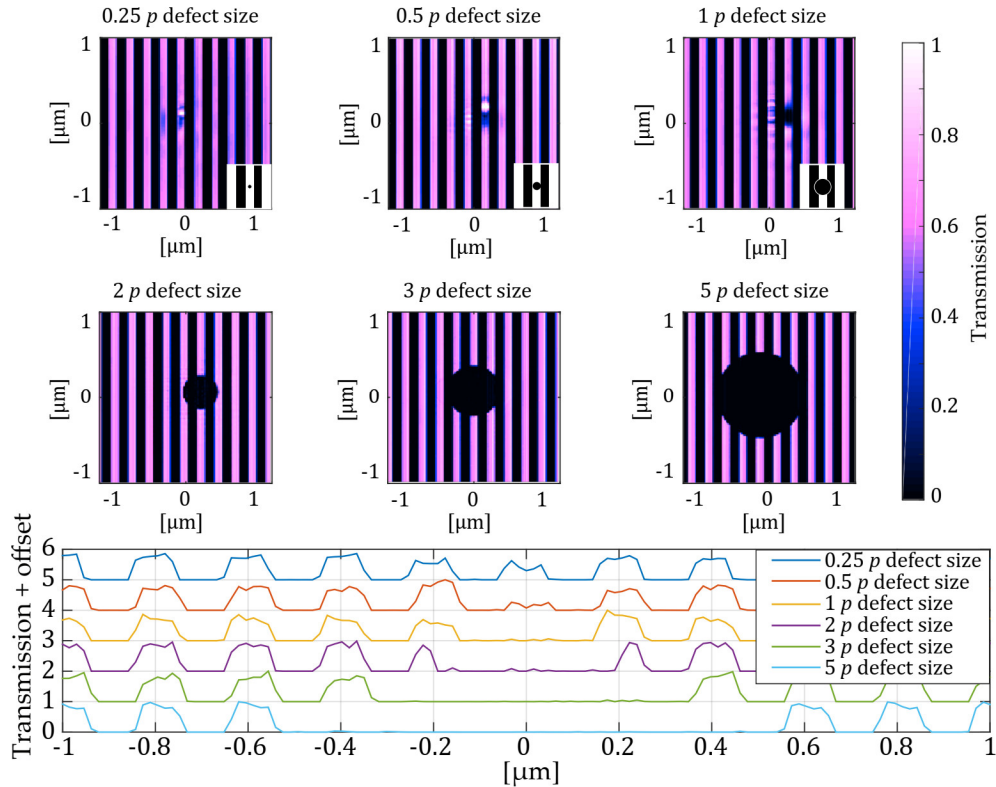 0.25 p defect size
0.5 p defect size
1 p defect size
1
0
-1
[μm]
-1 0 1
[μm]
1
0
-1
[μm]
-1 0 1
[μm]
1
0
-1
[μm]
-1 0 1
[μm]
2 p defect size
3 p defect size
5 p defect size
1
0
-1
[μm]
-1 0 1
[μm]
1
0
-1
[μm]
-1 0 1
[μm]
1
0
-1
[μm]
-1 0 1
[μm]
1
0.8
0.6
0.4
0.2
0
Transmission
Transmission + offset
6
5
4
3
2
1
0
-1 -0.8 -0.6 -0.4 -0.2 0 0.2 0.4 0.6 0.8 1
[μm]
0.25 p defect size
0.5 p defect size
1 p defect size
2 p defect size
3 p defect size
5 p defect size